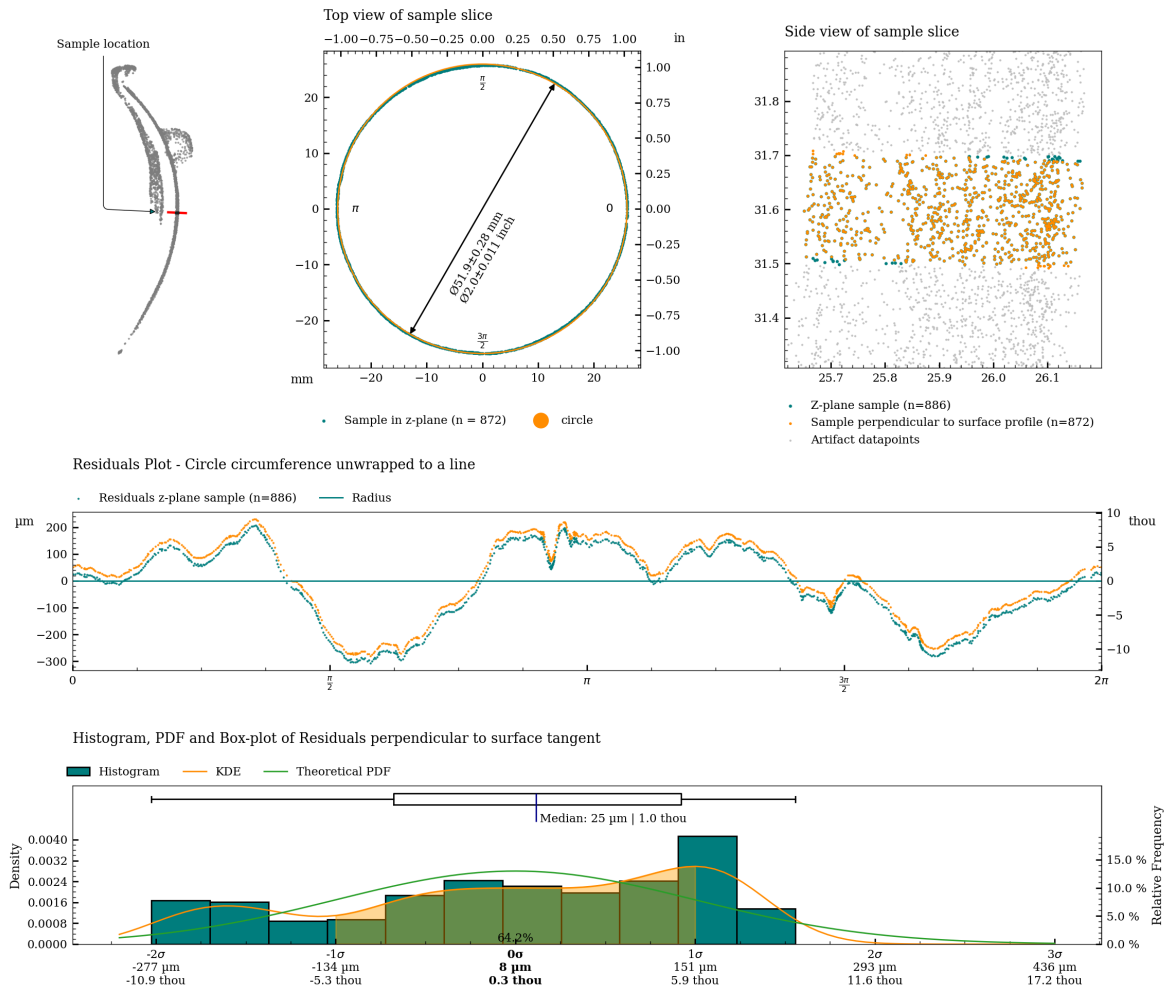 Sample location
Top view of sample slice
−1.00 −0.75 −0.50 −0.25 0.00 0.25 0.50 0.75 1.00 in
20
10
0
−10
−20
1.00
0.75
0.50
0.25
0.00
−0.25
−0.50
−0.75
−1.00
π/2
π
0
3π/2
Ø51.9±0.28 mm
Ø2.0±0.011 inch
mm −20 −10 0 10 20
Sample in z-plane (n = 872) circle
Side view of sample slice
31.8
31.7
31.6
31.5
31.4
25.7 25.8 25.9 26.0 26.1
Z-plane sample (n=886)
Sample perpendicular to surface profile (n=872)
Artifact datapoints
Residuals Plot - Circle circumference unwrapped to a line
Residuals z-plane sample (n=886) Radius
µm
200
100
0
−100
−200
−300
10 thou
5
0
−5
−10
0 π/2 π 3π/2 2π
Histogram, PDF and Box-plot of Residuals perpendicular to surface tangent
Histogram KDE Theoretical PDF
Median: 25 µm | 1.0 thou
Density
0.0040
0.0032
0.0024
0.0016
0.0008
0.0000
Relative Frequency
15.0 %
10.0 %
5.0 %
0.0 %
64.2%
-2σ -1σ 0σ 1σ 2σ 3σ
-277 µm -134 µm 8 µm 151 µm 293 µm 436 µm
-10.9 thou -5.3 thou 0.3 thou 5.9 thou 11.6 thou 17.2 thou